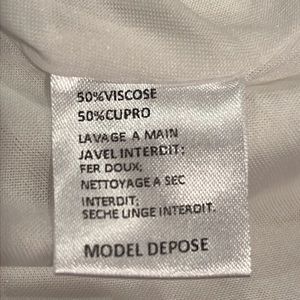 50%VISCOSE
50%CUPRO
LAVAGE A MAIN
JAVEL INTERDIT;
FER DOUX;
NETTOYAGE A SEC
INTERDIT;
SECHE LINGE INTERDIT.
MODEL DEPOSE